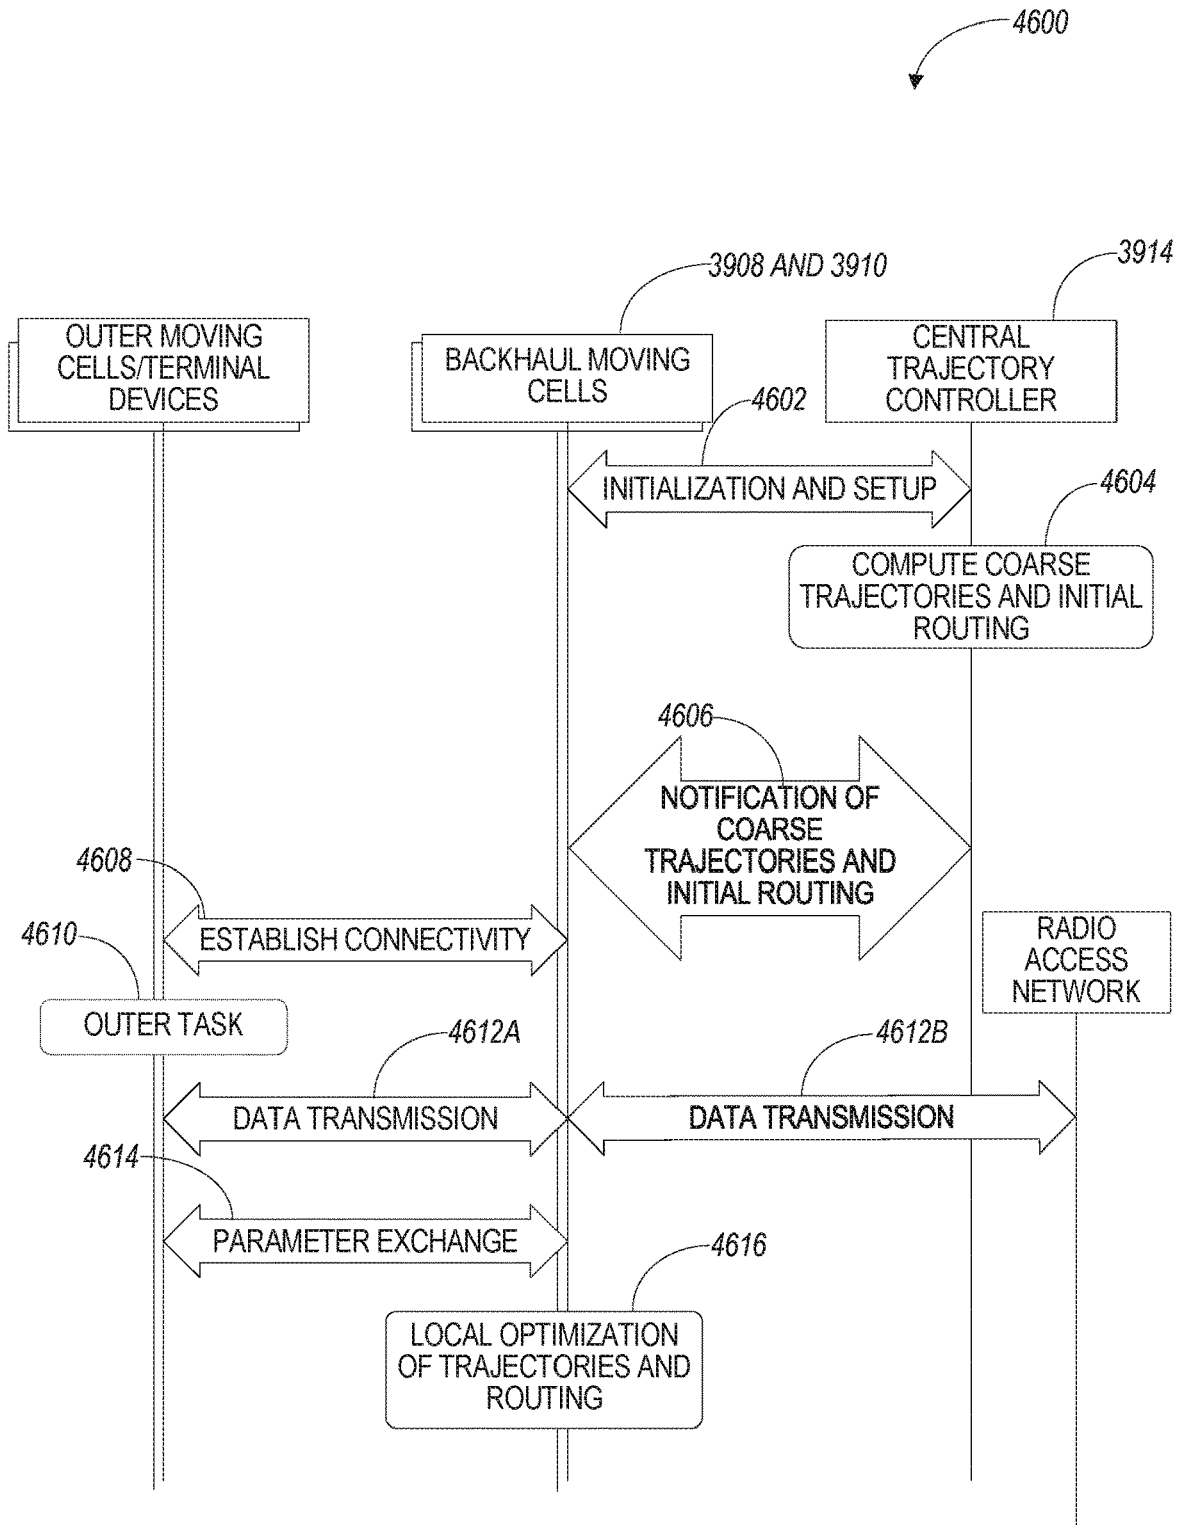 4600
3908 AND 3910
3914
OUTER MOVING
CELLS/TERMINAL
DEVICES
BACKHAUL MOVING
CELLS
CENTRAL
TRAJECTORY
CONTROLLER
4602
INITIALIZATION AND SETUP
4604
COMPUTE COARSE
TRAJECTORIES AND INITIAL
ROUTING
4606
NOTIFICATION OF
COARSE
TRAJECTORIES AND
INITIAL ROUTING
4608
ESTABLISH CONNECTIVITY
4610
OUTER TASK
RADIO
ACCESS
NETWORK
4612A
DATA TRANSMISSION
4612B
DATA TRANSMISSION
4614
PARAMETER EXCHANGE
4616
LOCAL OPTIMIZATION
OF TRAJECTORIES AND
ROUTING